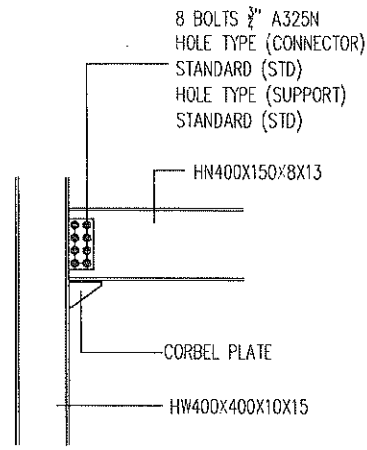 8 BOLTS ¾" A325N
HOLE TYPE (CONNECTOR)
STANDARD (STD)
HOLE TYPE (SUPPORT)
STANDARD (STD)
HN400X150X8X13
CORBEL PLATE
HW400X400X10X15